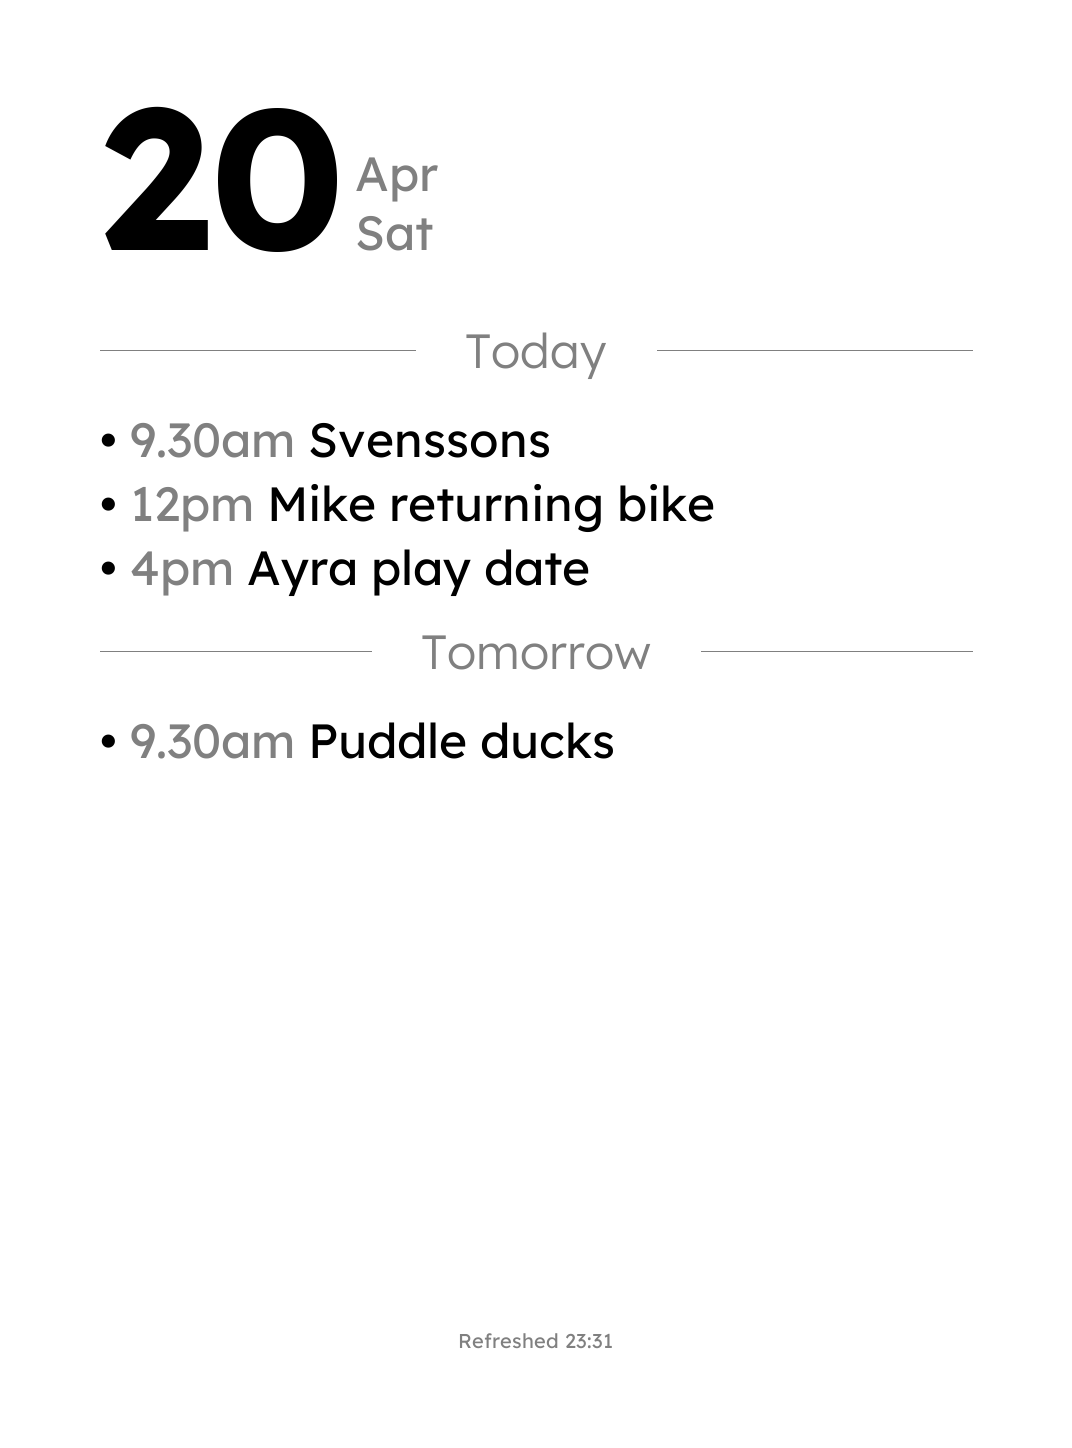 20
Apr
Sat
Today
• 9.30am Svenssons
• 12pm Mike returning bike
• 4pm Ayra play date
Tomorrow
• 9.30am Puddle ducks
Refreshed 23:31